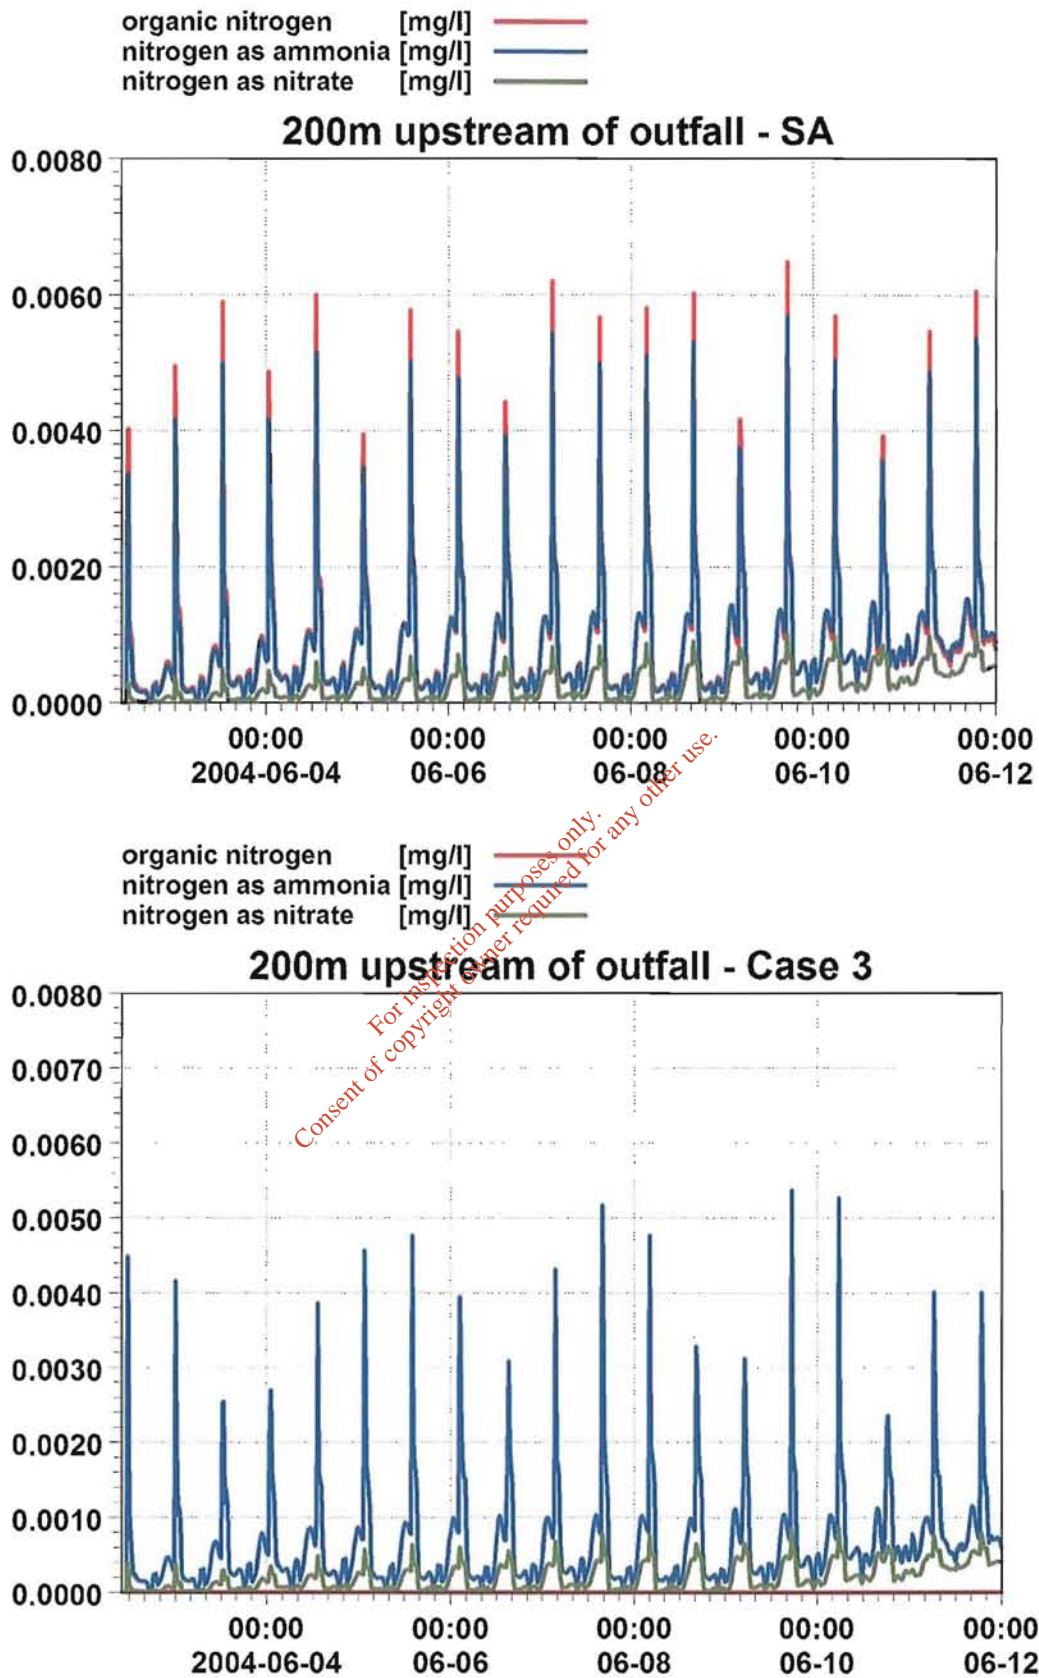 organic nitrogen [mg/l]
nitrogen as ammonia [mg/l]
nitrogen as nitrate [mg/l]
200m upstream of outfall - SA
0.0080
0.0060
0.0040
0.0020
0.0000
00:00 00:00 00:00 00:00 00:00
2004-06-04 06-06 06-08 06-10 06-12
For inspection purposes only.
Consent of copyright owner required for any other use.
organic nitrogen [mg/l]
nitrogen as ammonia [mg/l]
nitrogen as nitrate [mg/l]
200m upstream of outfall - Case 3
0.0080
0.0070
0.0060
0.0050
0.0040
0.0030
0.0020
0.0010
0.0000
00:00 00:00 00:00 00:00 00:00
2004-06-04 06-06 06-08 06-10 06-12